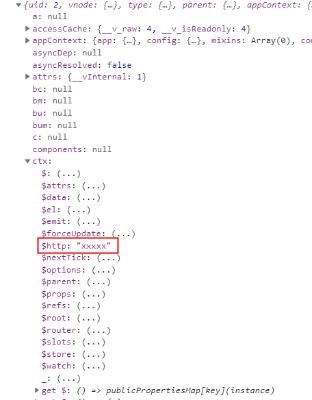 ▼ {uid: 2, vnode: {…}, type: {…}, parent: {…}, appContext: {…
a: null
▶ accessCache: {__v_raw: 4, __v_isReadonly: 4}
▶ appContext: {app: {…}, config: {…}, mixins: Array(0), co
asyncDep: null
asyncResolved: false
▶ attrs: {__vInternal: 1}
bc: null
bm: null
bu: null
bum: null
c: null
components: null
▼ ctx:
$: (...)
$attrs: (...)
$data: (...)
$el: (...)
$emit: (...)
$forceUpdate: (...)
$http: "xxxxx"
$nextTick: (...)
$options: (...)
$parent: (...)
$props: (...)
$refs: (...)
$root: (...)
$router: (...)
$slots: (...)
$store: (...)
$watch: (...)
_: (...)
▶ get $: () => publicPropertiesMap[key](instance)